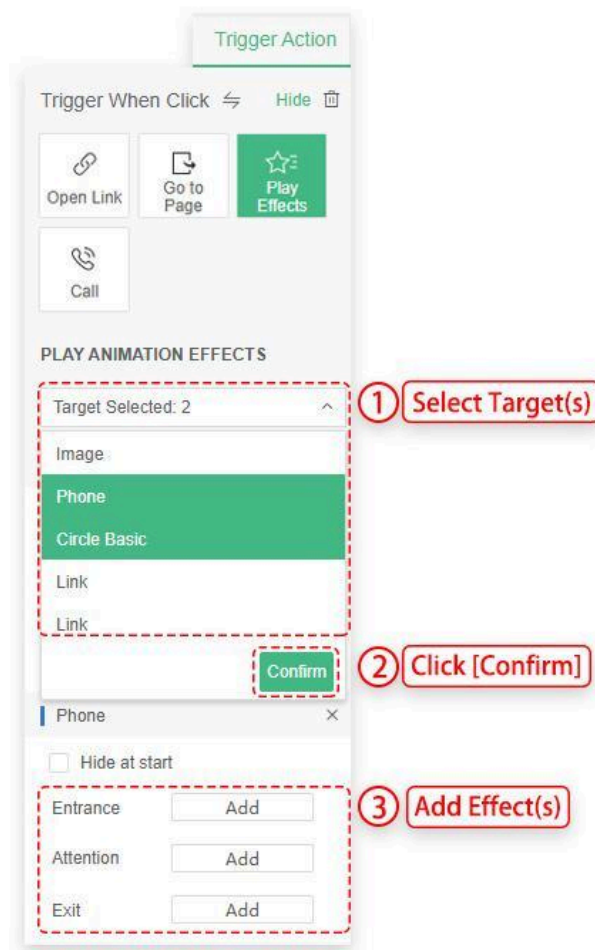 Trigger Action
Trigger When Click
Hide
Open Link
Go to
Page
Play
Effects
Call
PLAY ANIMATION EFFECTS
Target Selected: 2
① Select Target(s)
Image
Phone
Circle Basic
Link
Link
Confirm
② Click [Confirm]
Phone
Hide at start
Entrance Add
③ Add Effect(s)
Attention Add
Exit Add